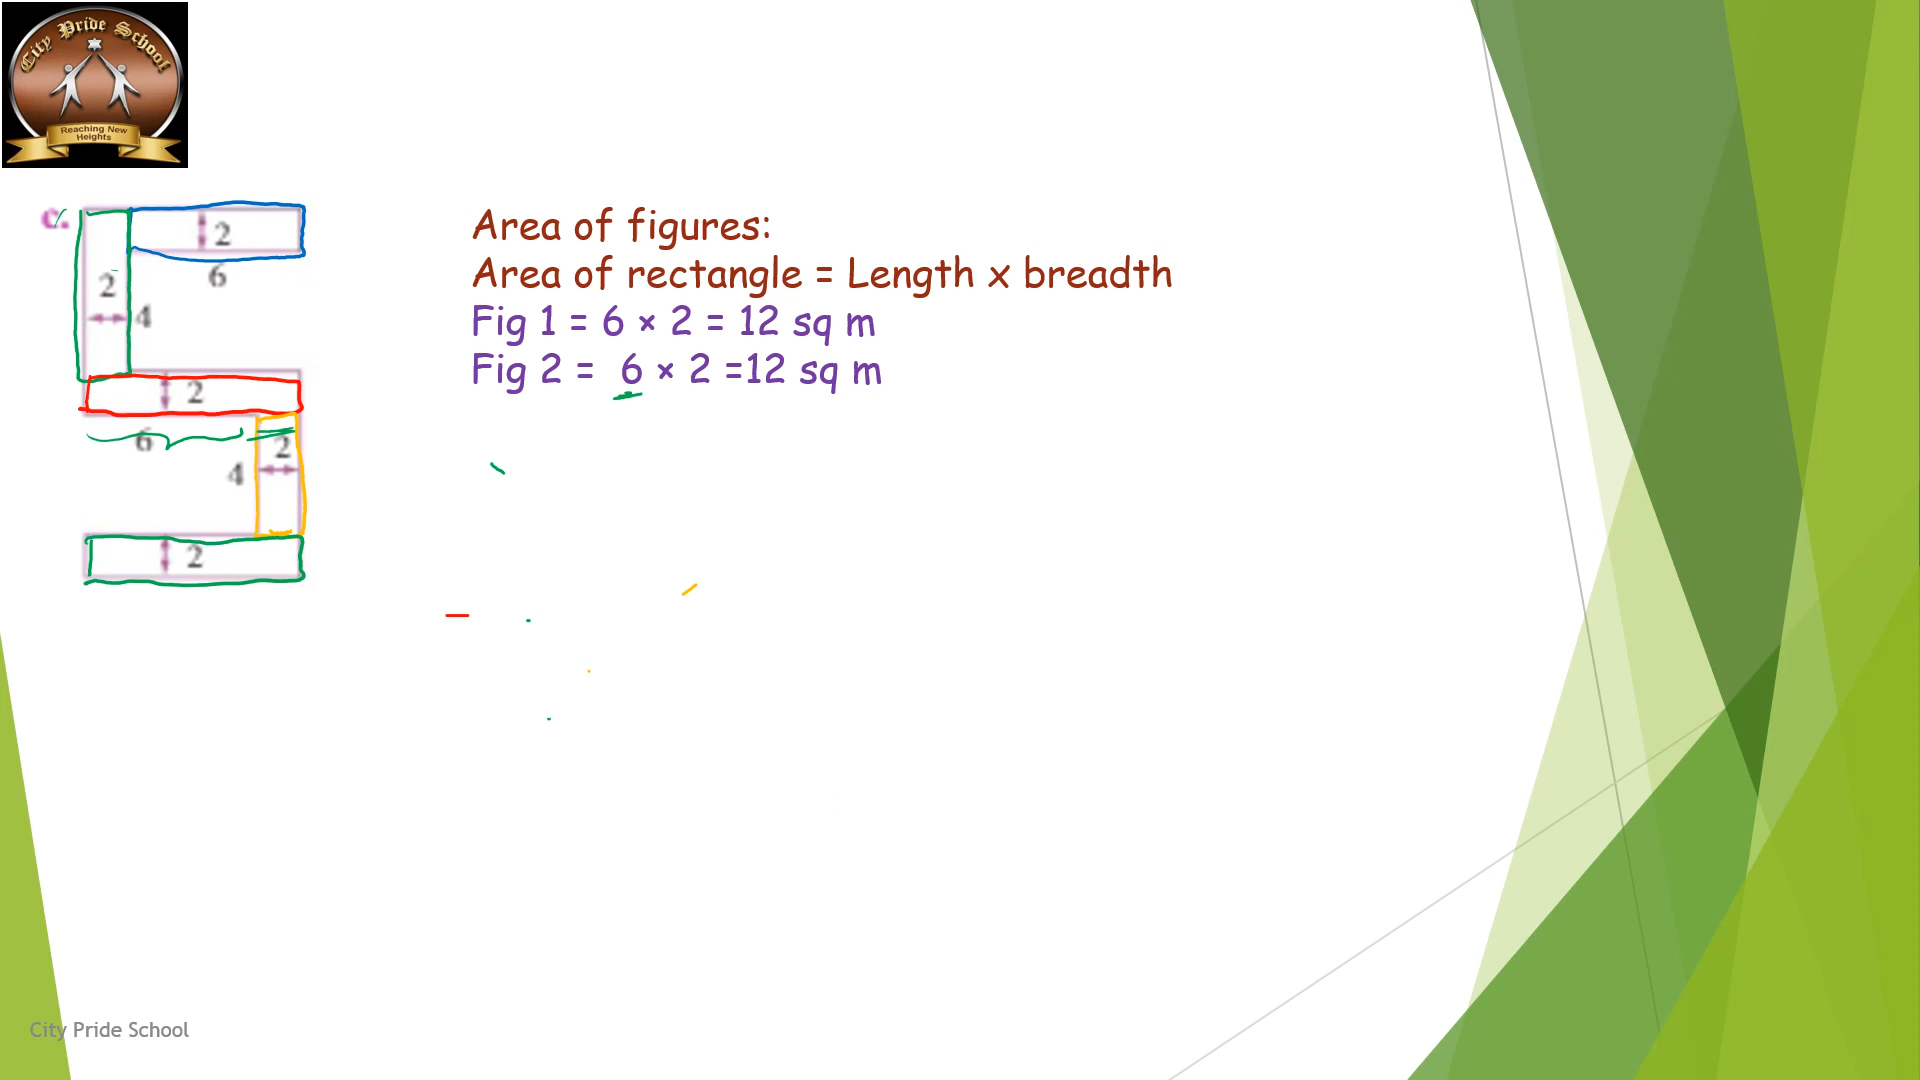 City Pride School
Reaching New
Heights
c.
2
6
2
4
2
6
2
4
2
Area of figures:
Area of rectangle = Length x breadth
Fig 1 = 6 × 2 = 12 sq m
Fig 2 = 6 × 2 =12 sq m
City Pride School